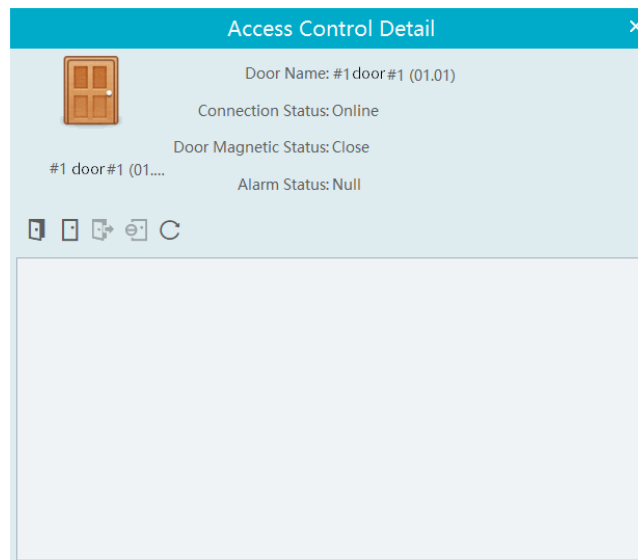 Access Control Detail
Door Name: #1door#1 (01.01)
Connection Status: Online
Door Magnetic Status: Close
#1 door#1 (01....
Alarm Status: Null